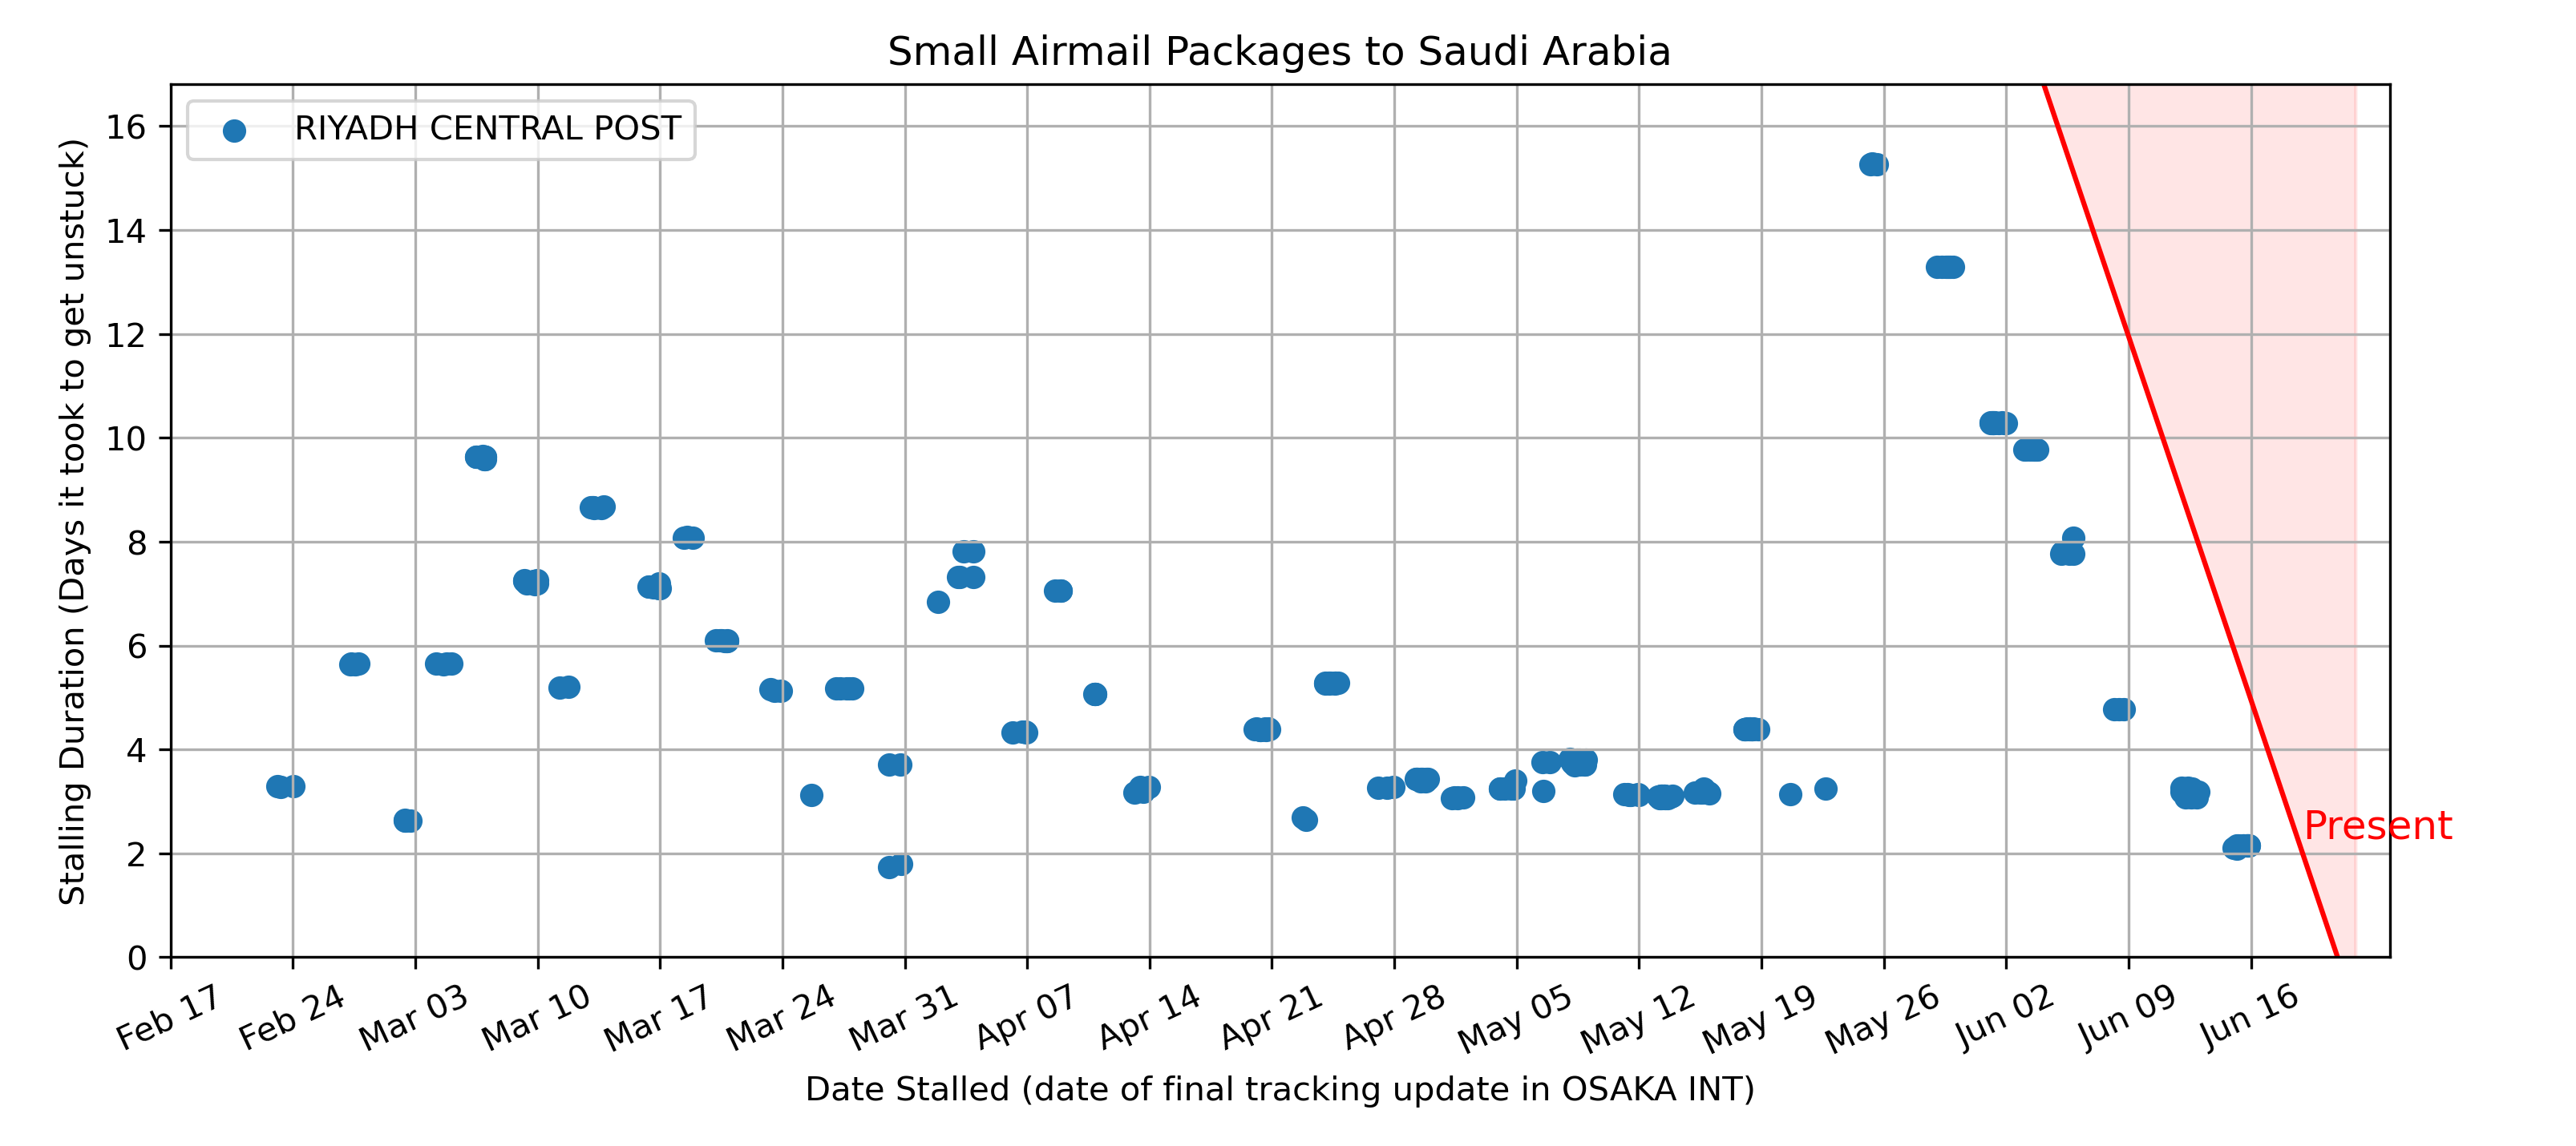 Small Airmail Packages to Saudi Arabia
RIYADH CENTRAL POST
Stalling Duration (Days it took to get unstuck)
16
14
12
10
8
6
4
2
0
Present
Feb 17
Feb 24
Mar 03
Mar 10
Mar 17
Mar 24
Mar 31
Apr 07
Apr 14
Apr 21
Apr 28
May 05
May 12
May 19
May 26
Jun 02
Jun 09
Jun 16
Date Stalled (date of final tracking update in OSAKA INT)